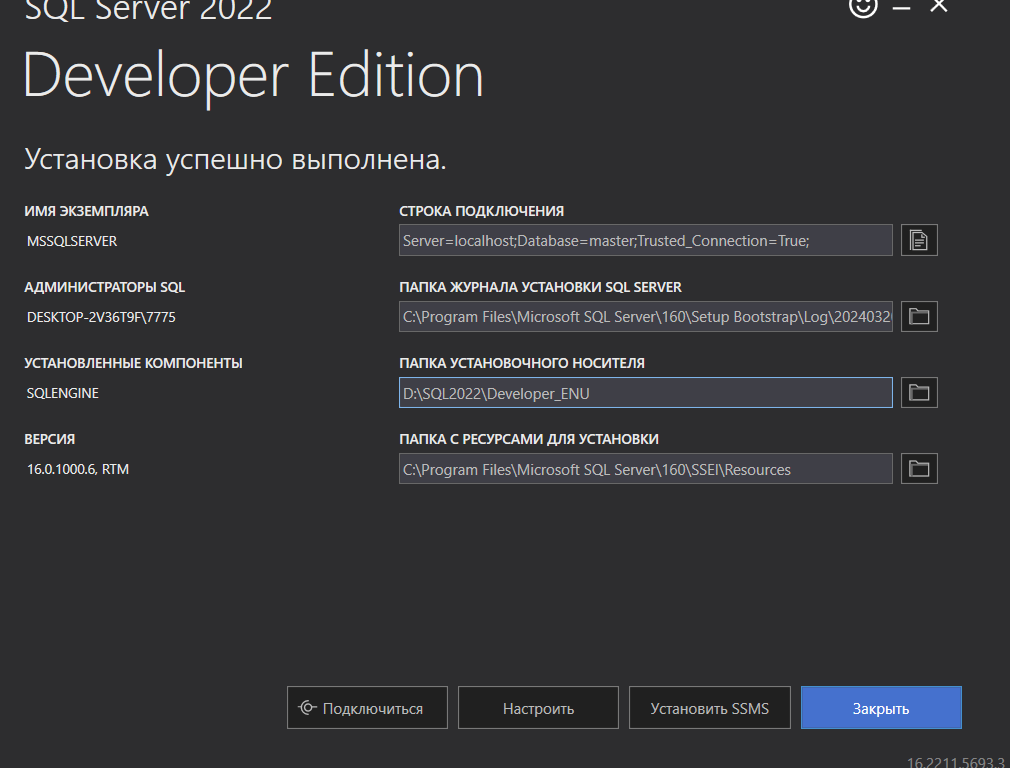 SQL Server 2022
Developer Edition
Установка успешно выполнена.
ИМЯ ЭКЗЕМПЛЯРА
MSSQLSERVER
СТРОКА ПОДКЛЮЧЕНИЯ
Server=localhost;Database=master;Trusted_Connection=True;
АДМИНИСТРАТОРЫ SQL
DESKTOP-2V36T9F\7775
ПАПКА ЖУРНАЛА УСТАНОВКИ SQL SERVER
C:\Program Files\Microsoft SQL Server\160\Setup Bootstrap\Log\2024032
УСТАНОВЛЕННЫЕ КОМПОНЕНТЫ
SQLENGINE
ПАПКА УСТАНОВОЧНОГО НОСИТЕЛЯ
D:\SQL2022\Developer_ENU
ВЕРСИЯ
16.0.1000.6, RTM
ПАПКА С РЕСУРСАМИ ДЛЯ УСТАНОВКИ
C:\Program Files\Microsoft SQL Server\160\SSEI\Resources
Подключиться
Настроить
Установить SSMS
Закрыть
16.2211.5693.3